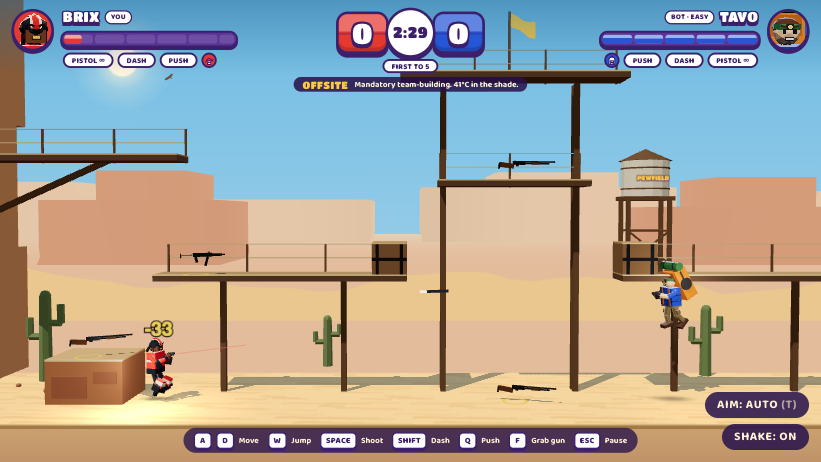 BRIX YOU
PISTOL ∞ DASH PUSH
0 2:29 0
FIRST TO 5
BOT · EASY TAVO
PUSH DASH PISTOL ∞
OFFSITE Mandatory team-building. 41°C in the shade.
PEWFIELD
-33
AIM: AUTO (T)
SHAKE: ON
A D Move W Jump SPACE Shoot SHIFT Dash Q Push F Grab gun ESC Pause